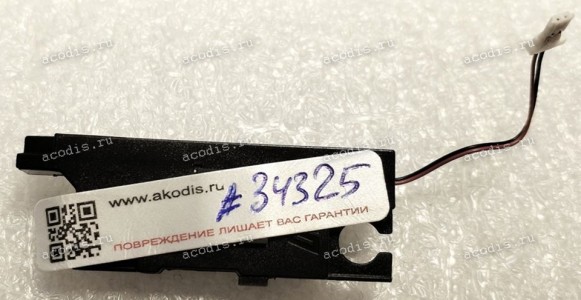 www.akodis.ru
#34325
ПОВРЕЖДЕНИЕ ЛИШАЕТ ВАС ГАРАНТИИ
acodis.ru